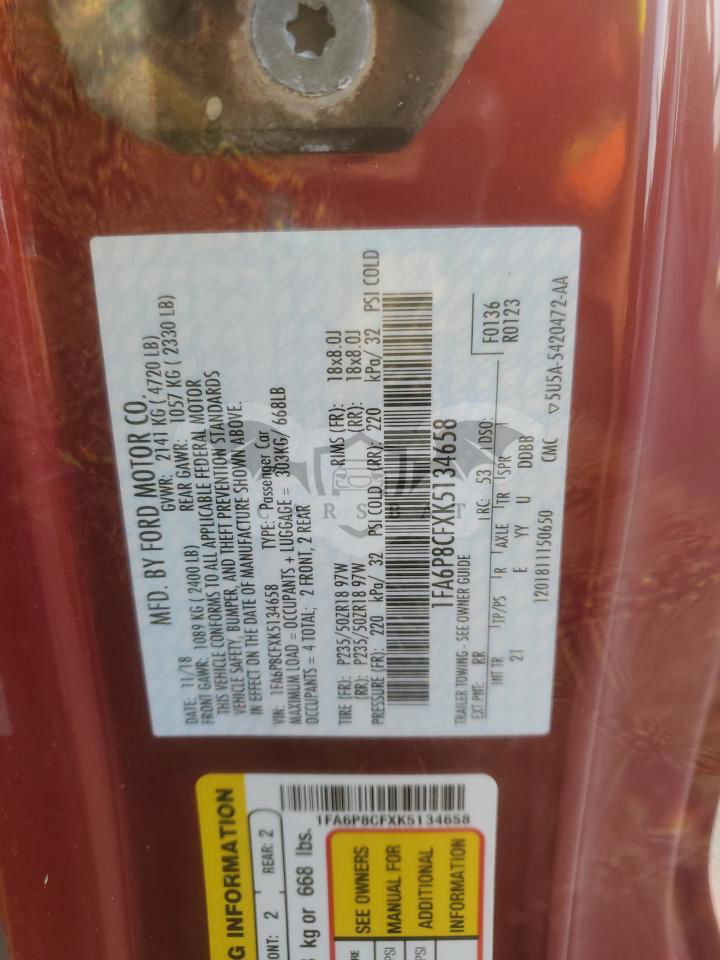 MFD. BY FORD MOTOR CO.
DATE: 11/18 GVWR: 2141 KG ( 4720 LB)
FRONT GAWR: 1089 KG ( 2400 LB) REAR GAWR: 1057 KG ( 2330 LB)
THIS VEHICLE CONFORMS TO ALL APPLICABLE FEDERAL MOTOR
VEHICLE SAFETY, BUMPER, AND THEFT PREVENTION STANDARDS
IN EFFECT ON THE DATE OF MANUFACTURE SHOWN ABOVE.
VIN: 1FA6P8CFXK5134658 TYPE: Passenger Car
MAXIMUM LOAD = OCCUPANTS + LUGGAGE = 303KG/ 668LB
OCCUPANTS = 4 TOTAL; 2 FRONT, 2 REAR
TIRE (FR): P235/50ZR18 97W RIMS (FR): 18x8.0J
(RR): P235/50ZR18 97W (RR): 18x8.0J
PRESSURE (FR): 220 kPa/ 32 PSI COLD (RR): 220 kPa/ 32 PSI COLD
1FA6P8CFXK5134658
TRAILER TOWING - SEE OWNER GUIDE
EXT PNT: RR RC: 53 DSO: F0136
R0123
INT TR TP/PS R AXLE TR SPR
21 E YY U DDBB
1201811150650 CMC ▽5U5A-5420472-AA
1FA6P8CFXK5134658
G INFORMATION
ONT: 2 REAR: 2
kg or 668 lbs.
SEE OWNERS
MANUAL FOR
ADDITIONAL
INFORMATION
PSI
PSI